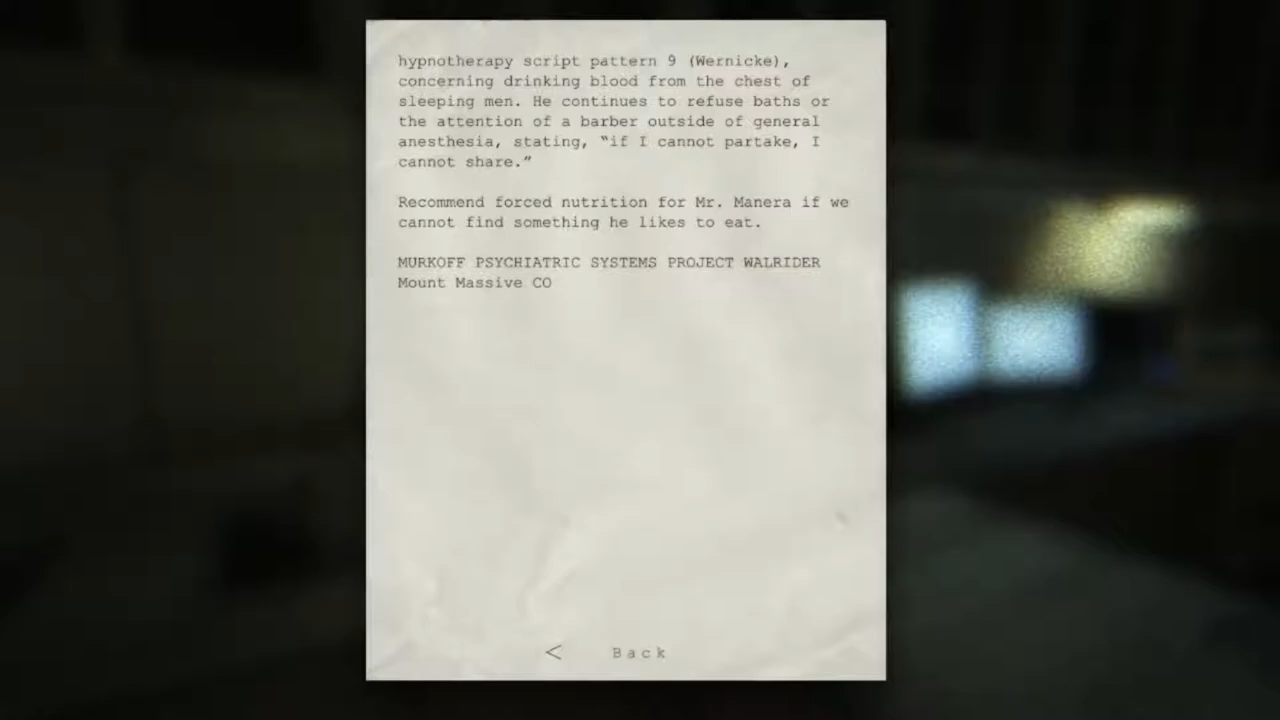 hypnotherapy script pattern 9 (Wernicke),
concerning drinking blood from the chest of
sleeping men. He continues to refuse baths or
the attention of a barber outside of general
anesthesia, stating, “if I cannot partake, I
cannot share.”
Recommend forced nutrition for Mr. Manera if we
cannot find something he likes to eat.
MURKOFF PSYCHIATRIC SYSTEMS PROJECT WALRIDER
Mount Massive CO
< Back